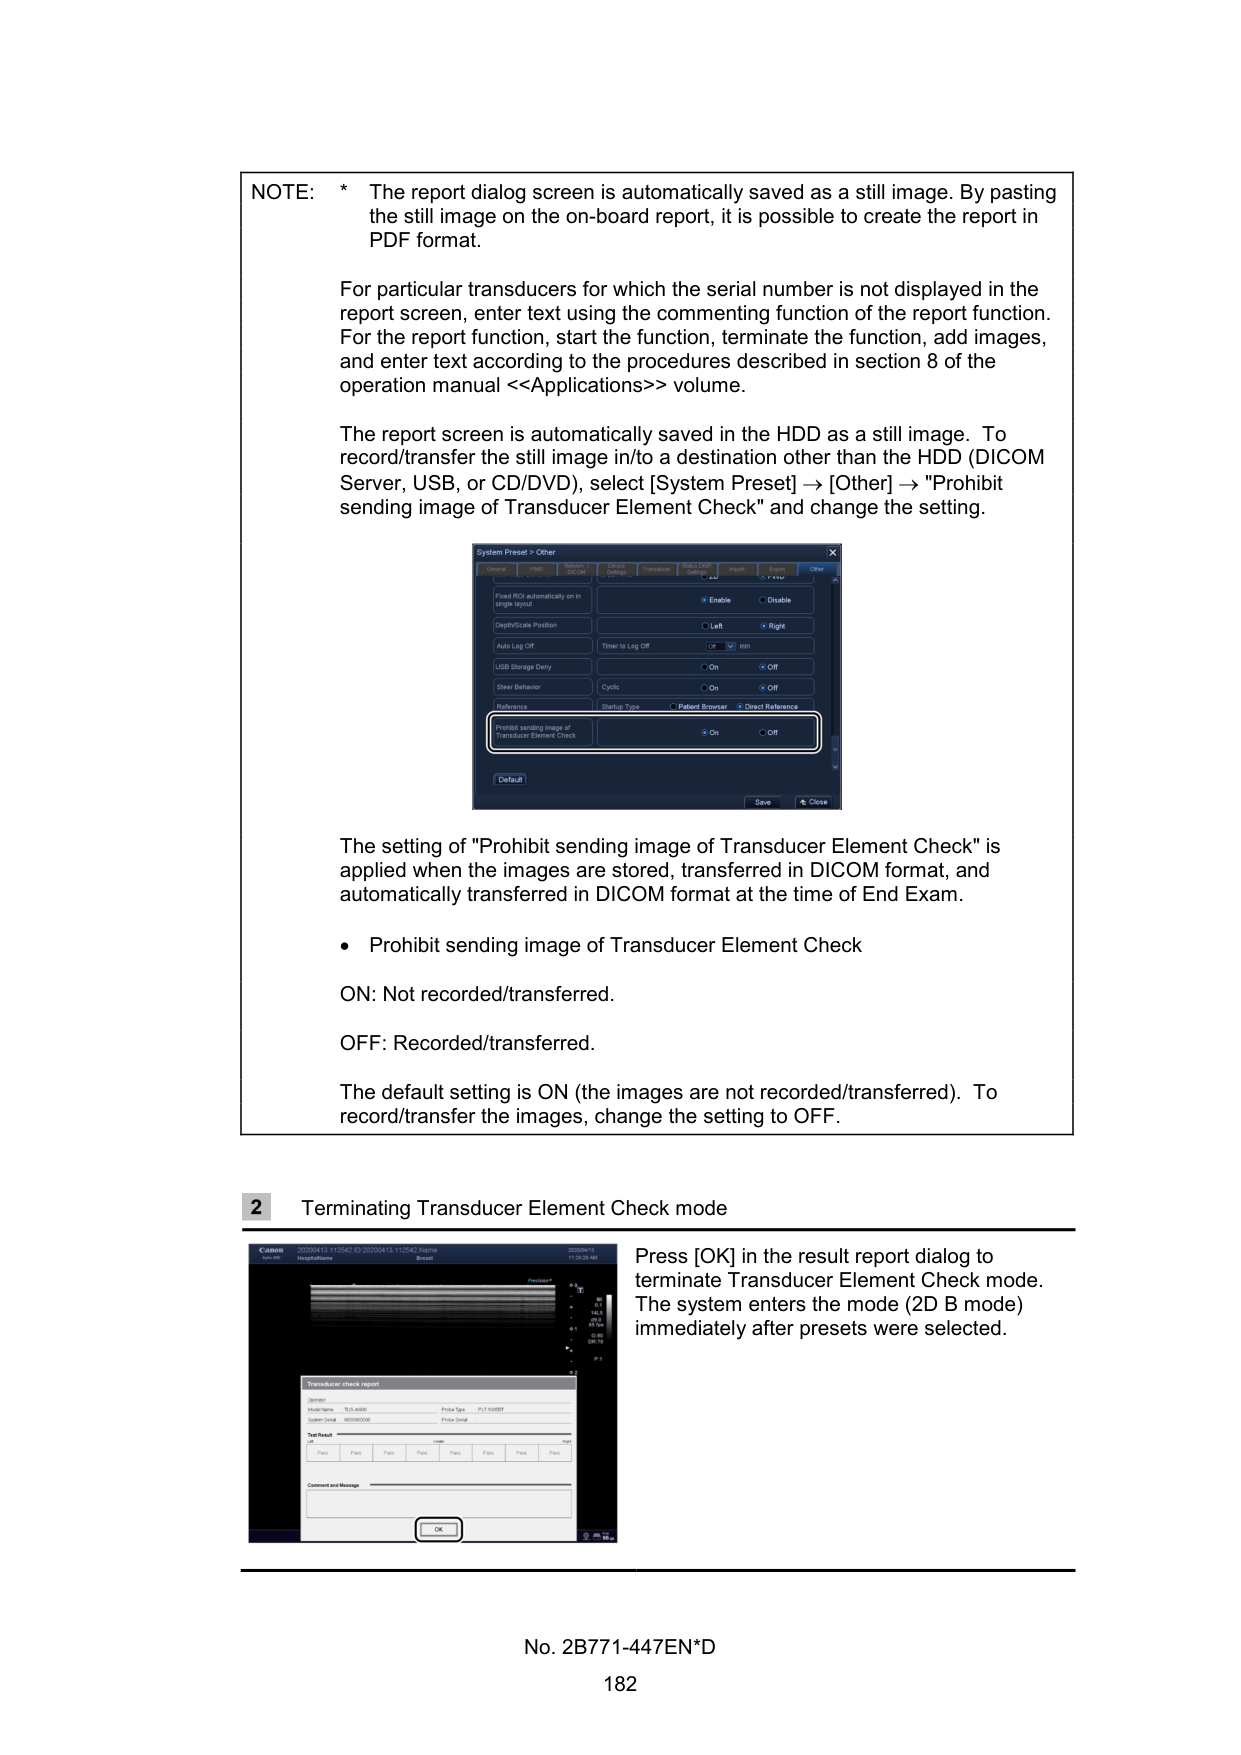 NOTE: * The report dialog screen is automatically saved as a still image. By pasting
the still image on the on-board report, it is possible to create the report in
PDF format.
For particular transducers for which the serial number is not displayed in the
report screen, enter text using the commenting function of the report function.
For the report function, start the function, terminate the function, add images,
and enter text according to the procedures described in section 8 of the
operation manual <<Applications>> volume.
The report screen is automatically saved in the HDD as a still image. To
record/transfer the still image in/to a destination other than the HDD (DICOM
Server, USB, or CD/DVD), select [System Preset] → [Other] → "Prohibit
sending image of Transducer Element Check" and change the setting.
System Preset > Other
General PIMS Network / DICOM Device Settings Transducer Status DMP Settings Import Export Other
Fixed ROI automatically on in
single layout Enable Disable
Depth/Scale Position Left Right
Auto Log Off Timer to Log Off Off min
USB Storage Deny On Off
Steer Behavior Cyclic On Off
Reference Startup Type Patient Browser Direct Reference
Prohibit sending image of
Transducer Element Check On Off
Default
Save Close
The setting of "Prohibit sending image of Transducer Element Check" is
applied when the images are stored, transferred in DICOM format, and
automatically transferred in DICOM format at the time of End Exam.
• Prohibit sending image of Transducer Element Check
ON: Not recorded/transferred.
OFF: Recorded/transferred.
The default setting is ON (the images are not recorded/transferred). To
record/transfer the images, change the setting to OFF.
2 Terminating Transducer Element Check mode
Canon 20200413.112542.ID:20200413.112542.Name 2020/04/13
HospitalName Breast
Precision+
T
MI
0.1
14L5
G:80
DR:70
P:1
Transducer check report
Operator
Model Name TUS-AI900 Probe Type PLT-1005BT
System Serial Probe Serial
Test Result
Left Center Right
Pass Pass Pass Pass Pass Pass Pass Pass
Comment and Message
OK
Press [OK] in the result report dialog to
terminate Transducer Element Check mode.
The system enters the mode (2D B mode)
immediately after presets were selected.
No. 2B771-447EN*D
182